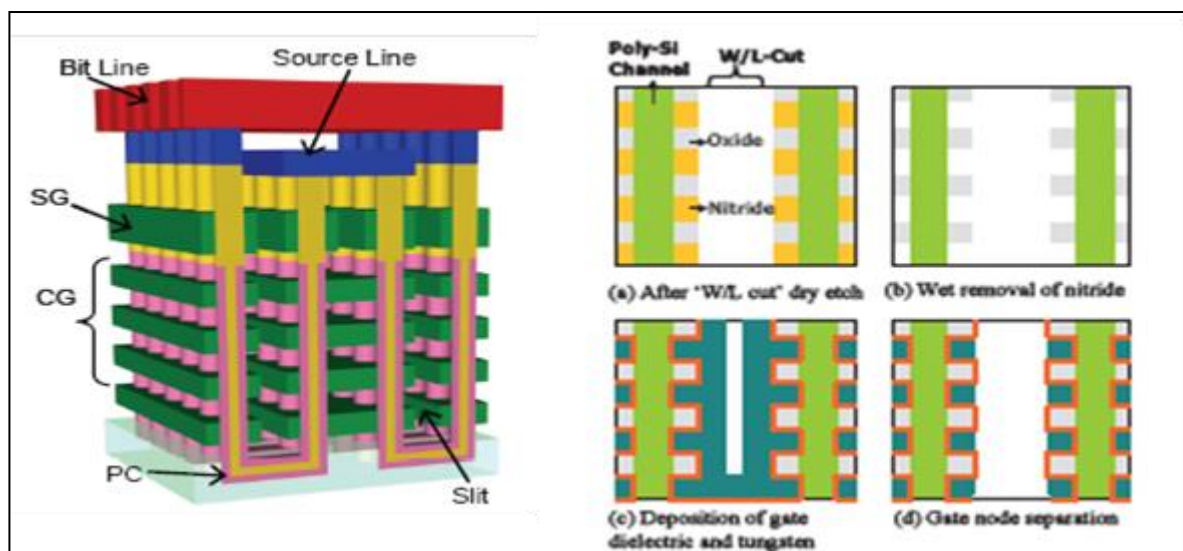 Bit Line
Source Line
SG
CG
PC
Slit
Poly-Si
Channel
W/L-Cut
Oxide
Nitride
(a) After "W/L cut" dry etch
(b) Wet removal of nitride
(c) Deposition of gate
dielectric and tungsten
(d) Gate node separation